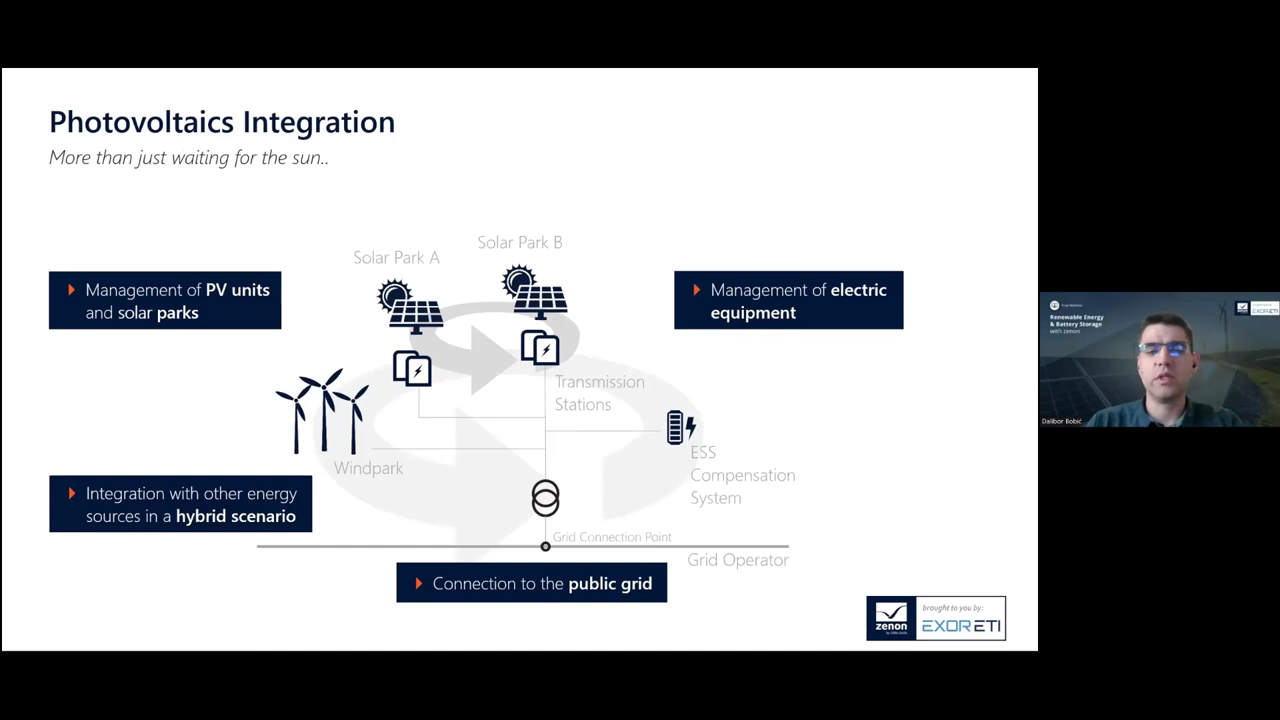 Photovoltaics Integration
More than just waiting for the sun..
Solar Park A
Solar Park B
Management of PV units
and solar parks
Management of electric
equipment
Transmission
Stations
Windpark
ESS
Compensation
System
Integration with other energy
sources in a hybrid scenario
Grid Connection Point
Grid Operator
Connection to the public grid
zenon
brought to you by:
EXOR ETI
Renewable Energy
& Battery Storage
with zenon
EXOR ETI
Dalibor Bobić